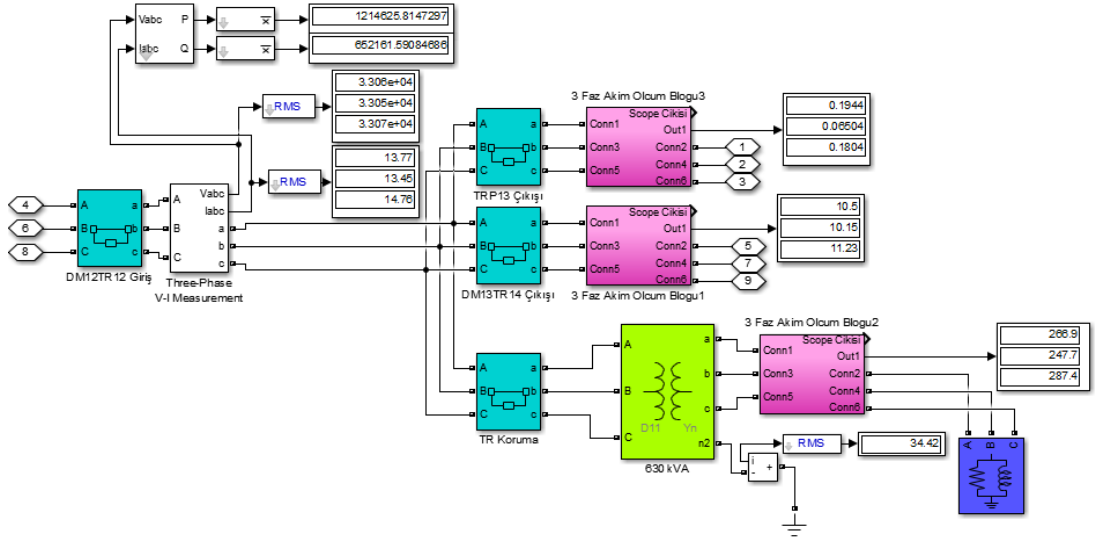 Vabc P
Iabc Q
x
x
1214625.8147297
652161.59084686
RMS
3.306e+04
3.305e+04
3.307e+04
RMS
13.77
13.45
14.76
4
6
8
A a
B b
C c
DM12TR12 Giriş
A Vabc
Iabc
B a
b
C c
Three-Phase
V-I Measurement
A a
B b
C c
TRP13 Çıkışı
3 Faz Akim Olcum Blogu3
Scope Cikisi
Conn1 Out1
Conn3 Conn2
Conn4
Conn5 Conn6
1
2
3
0.1944
0.06504
0.1804
A a
B b
C c
DM13TR14 Çıkışı
Scope Cikisi
Conn1 Out1
Conn3 Conn2
Conn4
Conn5 Conn6
3 Faz Akim Olcum Blogu1
5
7
9
10.5
10.15
11.23
A a
B b
C c
TR Koruma
A a
B b
c
D11 Yn
C n2
630 kVA
3 Faz Akim Olcum Blogu2
Scope Cikisi
Conn1 Out1
Conn3 Conn2
Conn4
Conn5 Conn6
266.9
247.7
287.4
i
-
+
RMS
34.42
A B C